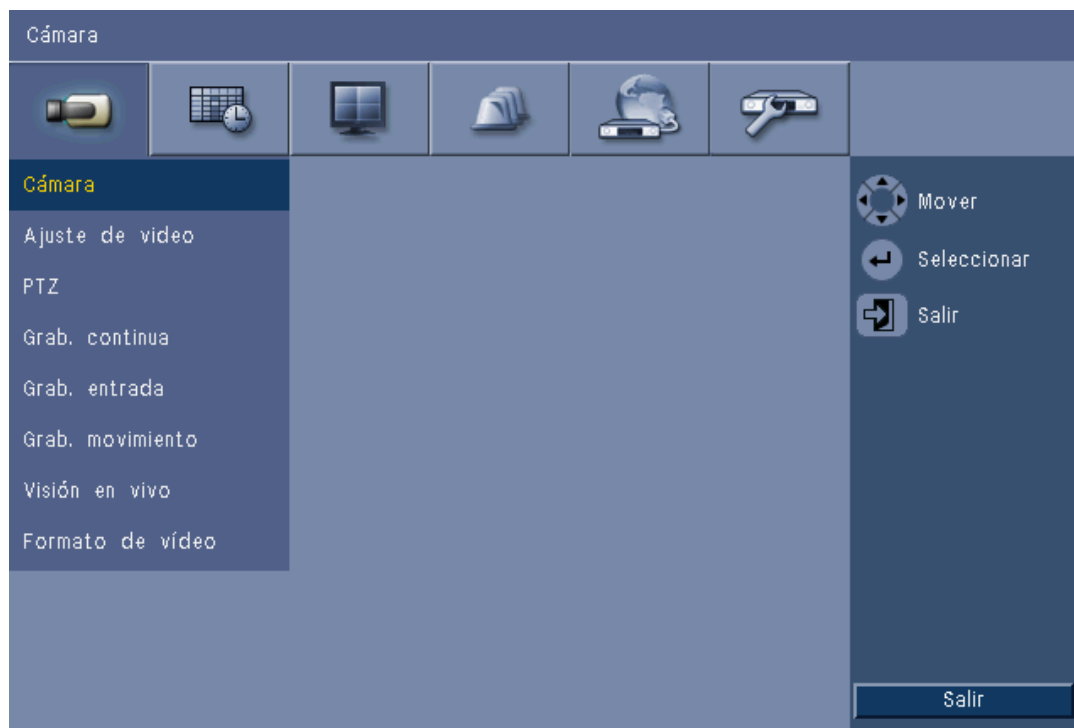 Cámara
Cámara
Ajuste de video
PTZ
Grab. continua
Grab. entrada
Grab. movimiento
Visión en vivo
Formato de vídeo
Mover
Seleccionar
Salir
Salir